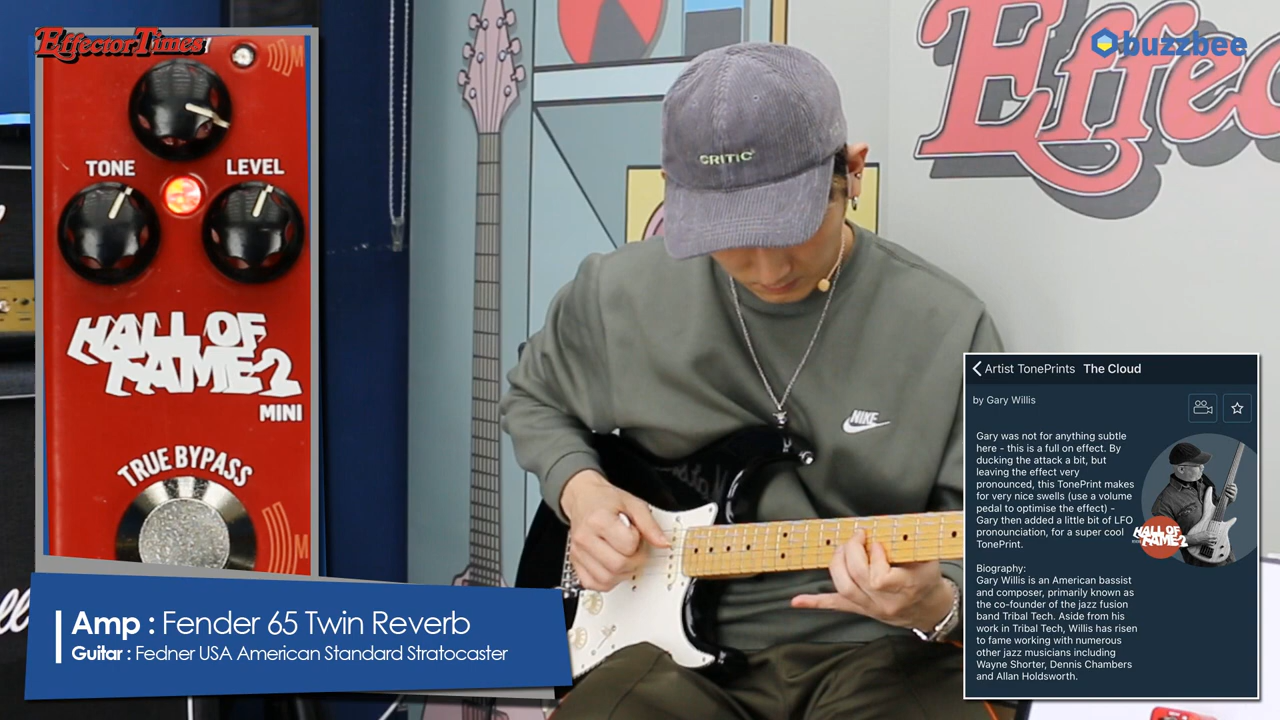 EffectorTimes
buzzbee
Effec
TONE
LEVEL
HALL OF
FAME 2
MINI
TRUE BYPASS
M
M
CRITIC
NIKE
Amp : Fender 65 Twin Reverb
Guitar : Fedner USA American Standard Stratocaster
Artist TonePrints The Cloud
by Gary Willis
Gary was not for anything subtle
here - this is a full on effect. By
ducking the attack a bit, but
leaving the effect very
pronounced, this TonePrint makes
for very nice swells (use a volume
pedal to optimise the effect) -
Gary then added a little bit of LFO
pronounciation, for a super cool
TonePrint.
HALL OF
FAME 2
Biography:
Gary Willis is an American bassist
and composer, primarily known as
the co-founder of the jazz fusion
band Tribal Tech. Aside from his
work in Tribal Tech, Willis has risen
to fame working with numerous
other jazz musicians including
Wayne Shorter, Dennis Chambers
and Allan Holdsworth.